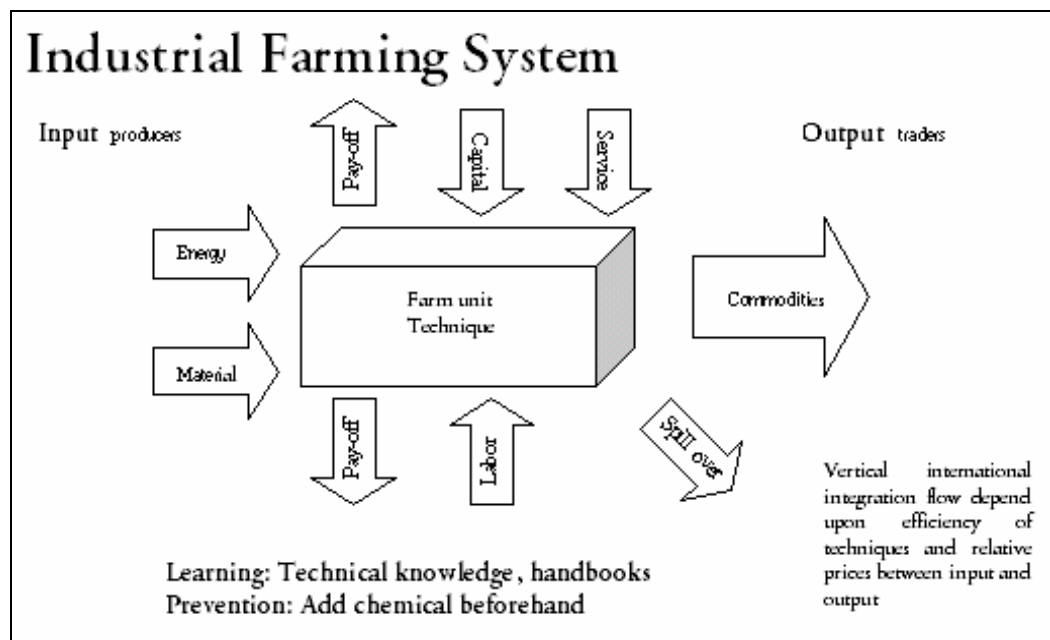 Industrial Farming System
Input producers
Output traders
Pay-off
Capital
Service
Energy
Material
Farm unit
Technique
Commodities
Pay-off
Labor
Spill over
Vertical international
integration flow depend
upon efficiency of
techniques and relative
prices between input and
output
Learning: Technical knowledge, handbooks
Prevention: Add chemical beforehand